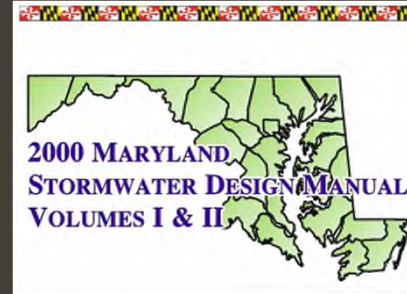 2000 MARYLAND
STORMWATER DESIGN MANUAL
VOLUMES I & II